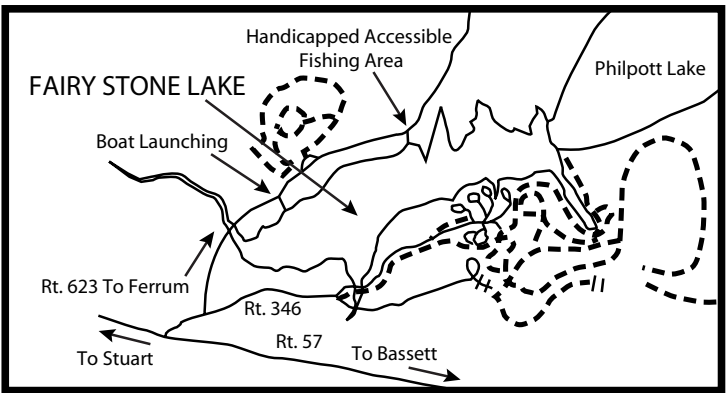 Handicapped Accessible
Fishing Area
Philpott Lake
FAIRY STONE LAKE
Boat Launching
Rt. 623 To Ferrum
Rt. 346
Rt. 57
To Stuart
To Bassett